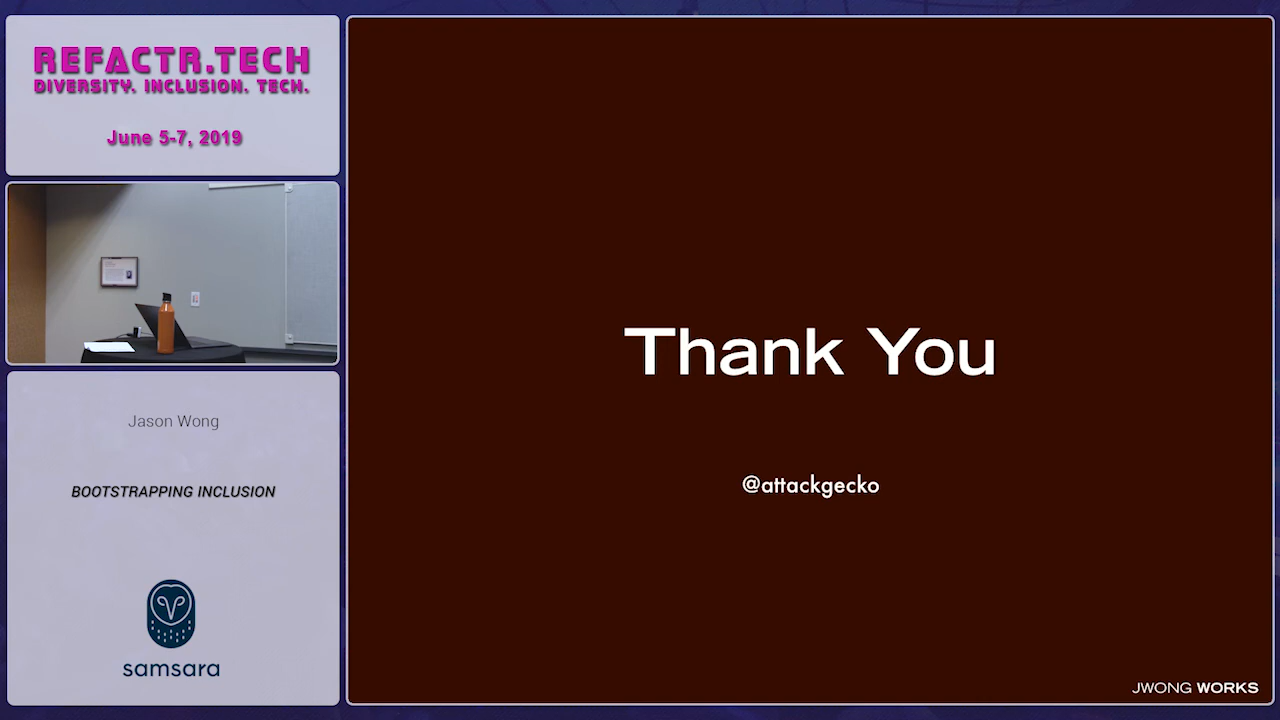 REFACTR.TECH
DIVERSITY. INCLUSION. TECH.
June 5-7, 2019
Jason Wong
BOOTSTRAPPING INCLUSION
samsara
Thank You
@attackgecko
JWONG WORKS